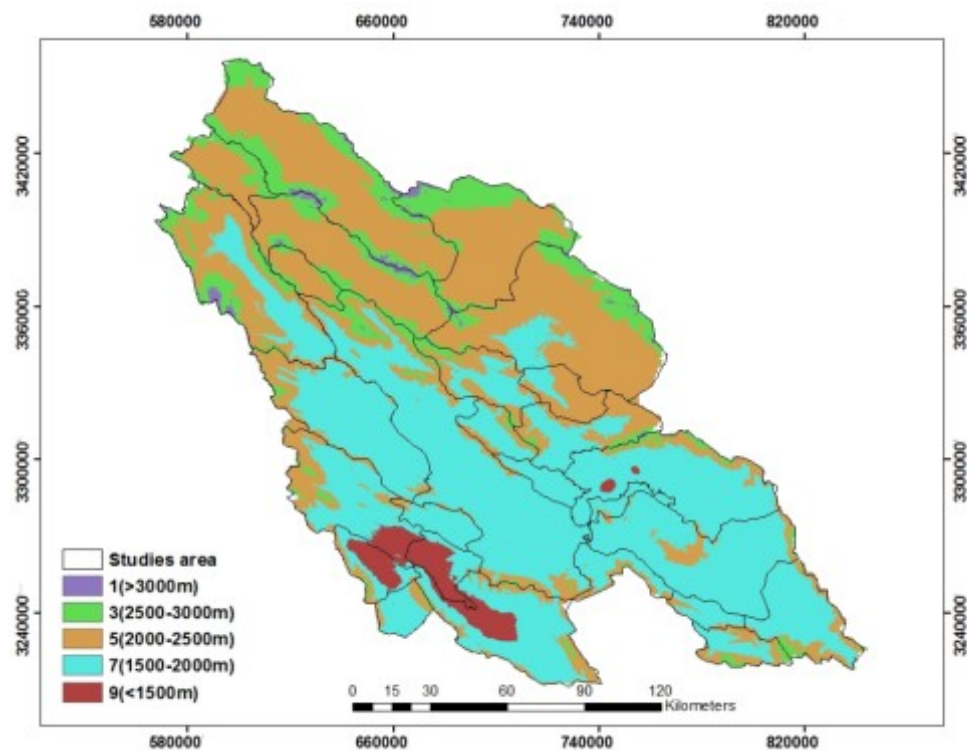 580000 660000 740000 820000
3420000 3420000
3360000 3360000
3300000 3300000
3240000 3240000
Studies area
1(>3000m)
3(2500-3000m)
5(2000-2500m)
7(1500-2000m)
9(<1500m)
0 15 30 60 90 120
Kilometers
580000 660000 740000 820000